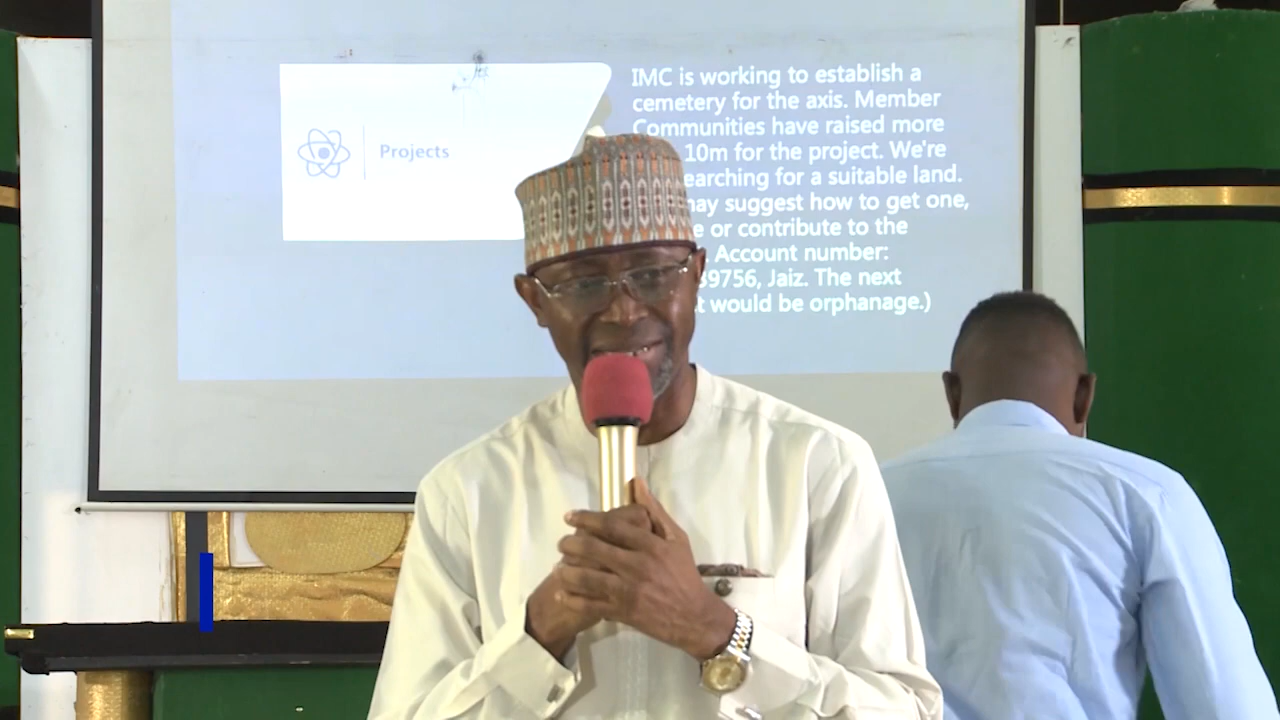 Projects
IMC is working to establish a
cemetery for the axis. Member
Communities have raised more
10m for the project. We're
earching for a suitable land.
may suggest how to get one,
e or contribute to the
. Account number:
39756, Jaiz. The next
t would be orphanage.)